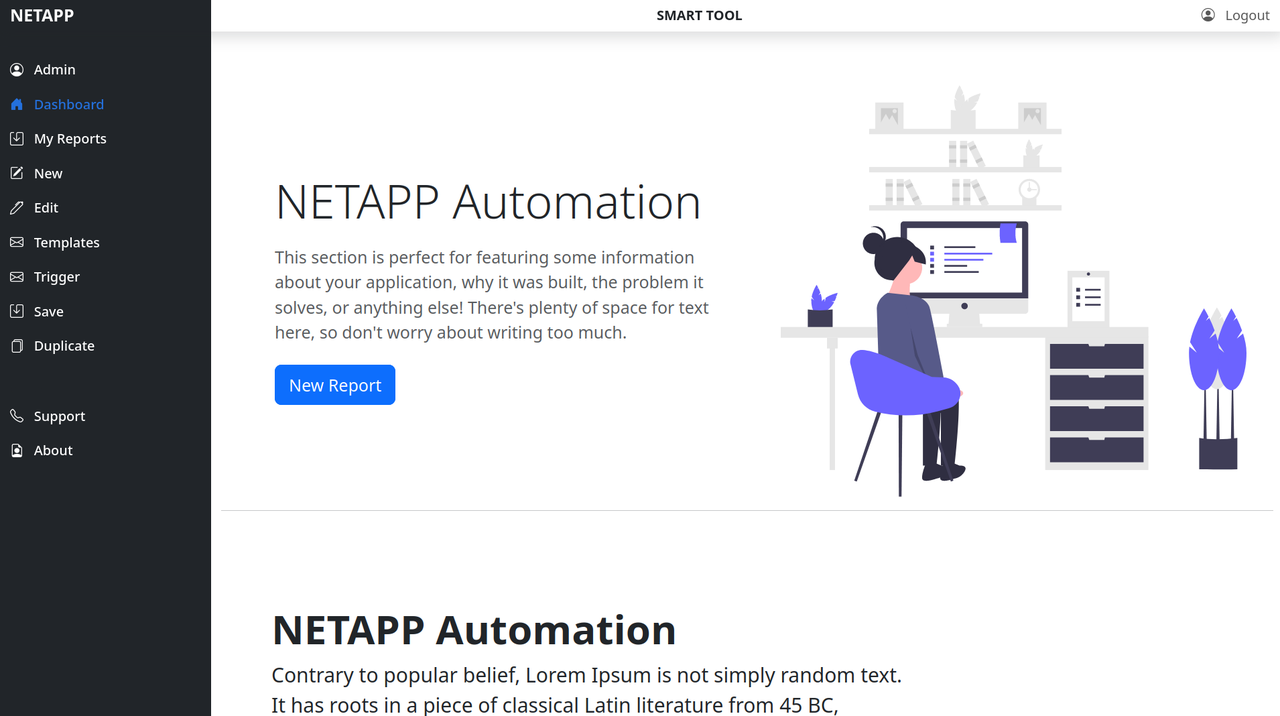 NETAPP
SMART TOOL
Logout
Admin
Dashboard
My Reports
New
Edit
Templates
Trigger
Save
Duplicate
Support
About
NETAPP Automation
This section is perfect for featuring some information
about your application, why it was built, the problem it
solves, or anything else! There's plenty of space for text
here, so don't worry about writing too much.
New Report
NETAPP Automation
Contrary to popular belief, Lorem Ipsum is not simply random text.
It has roots in a piece of classical Latin literature from 45 BC,